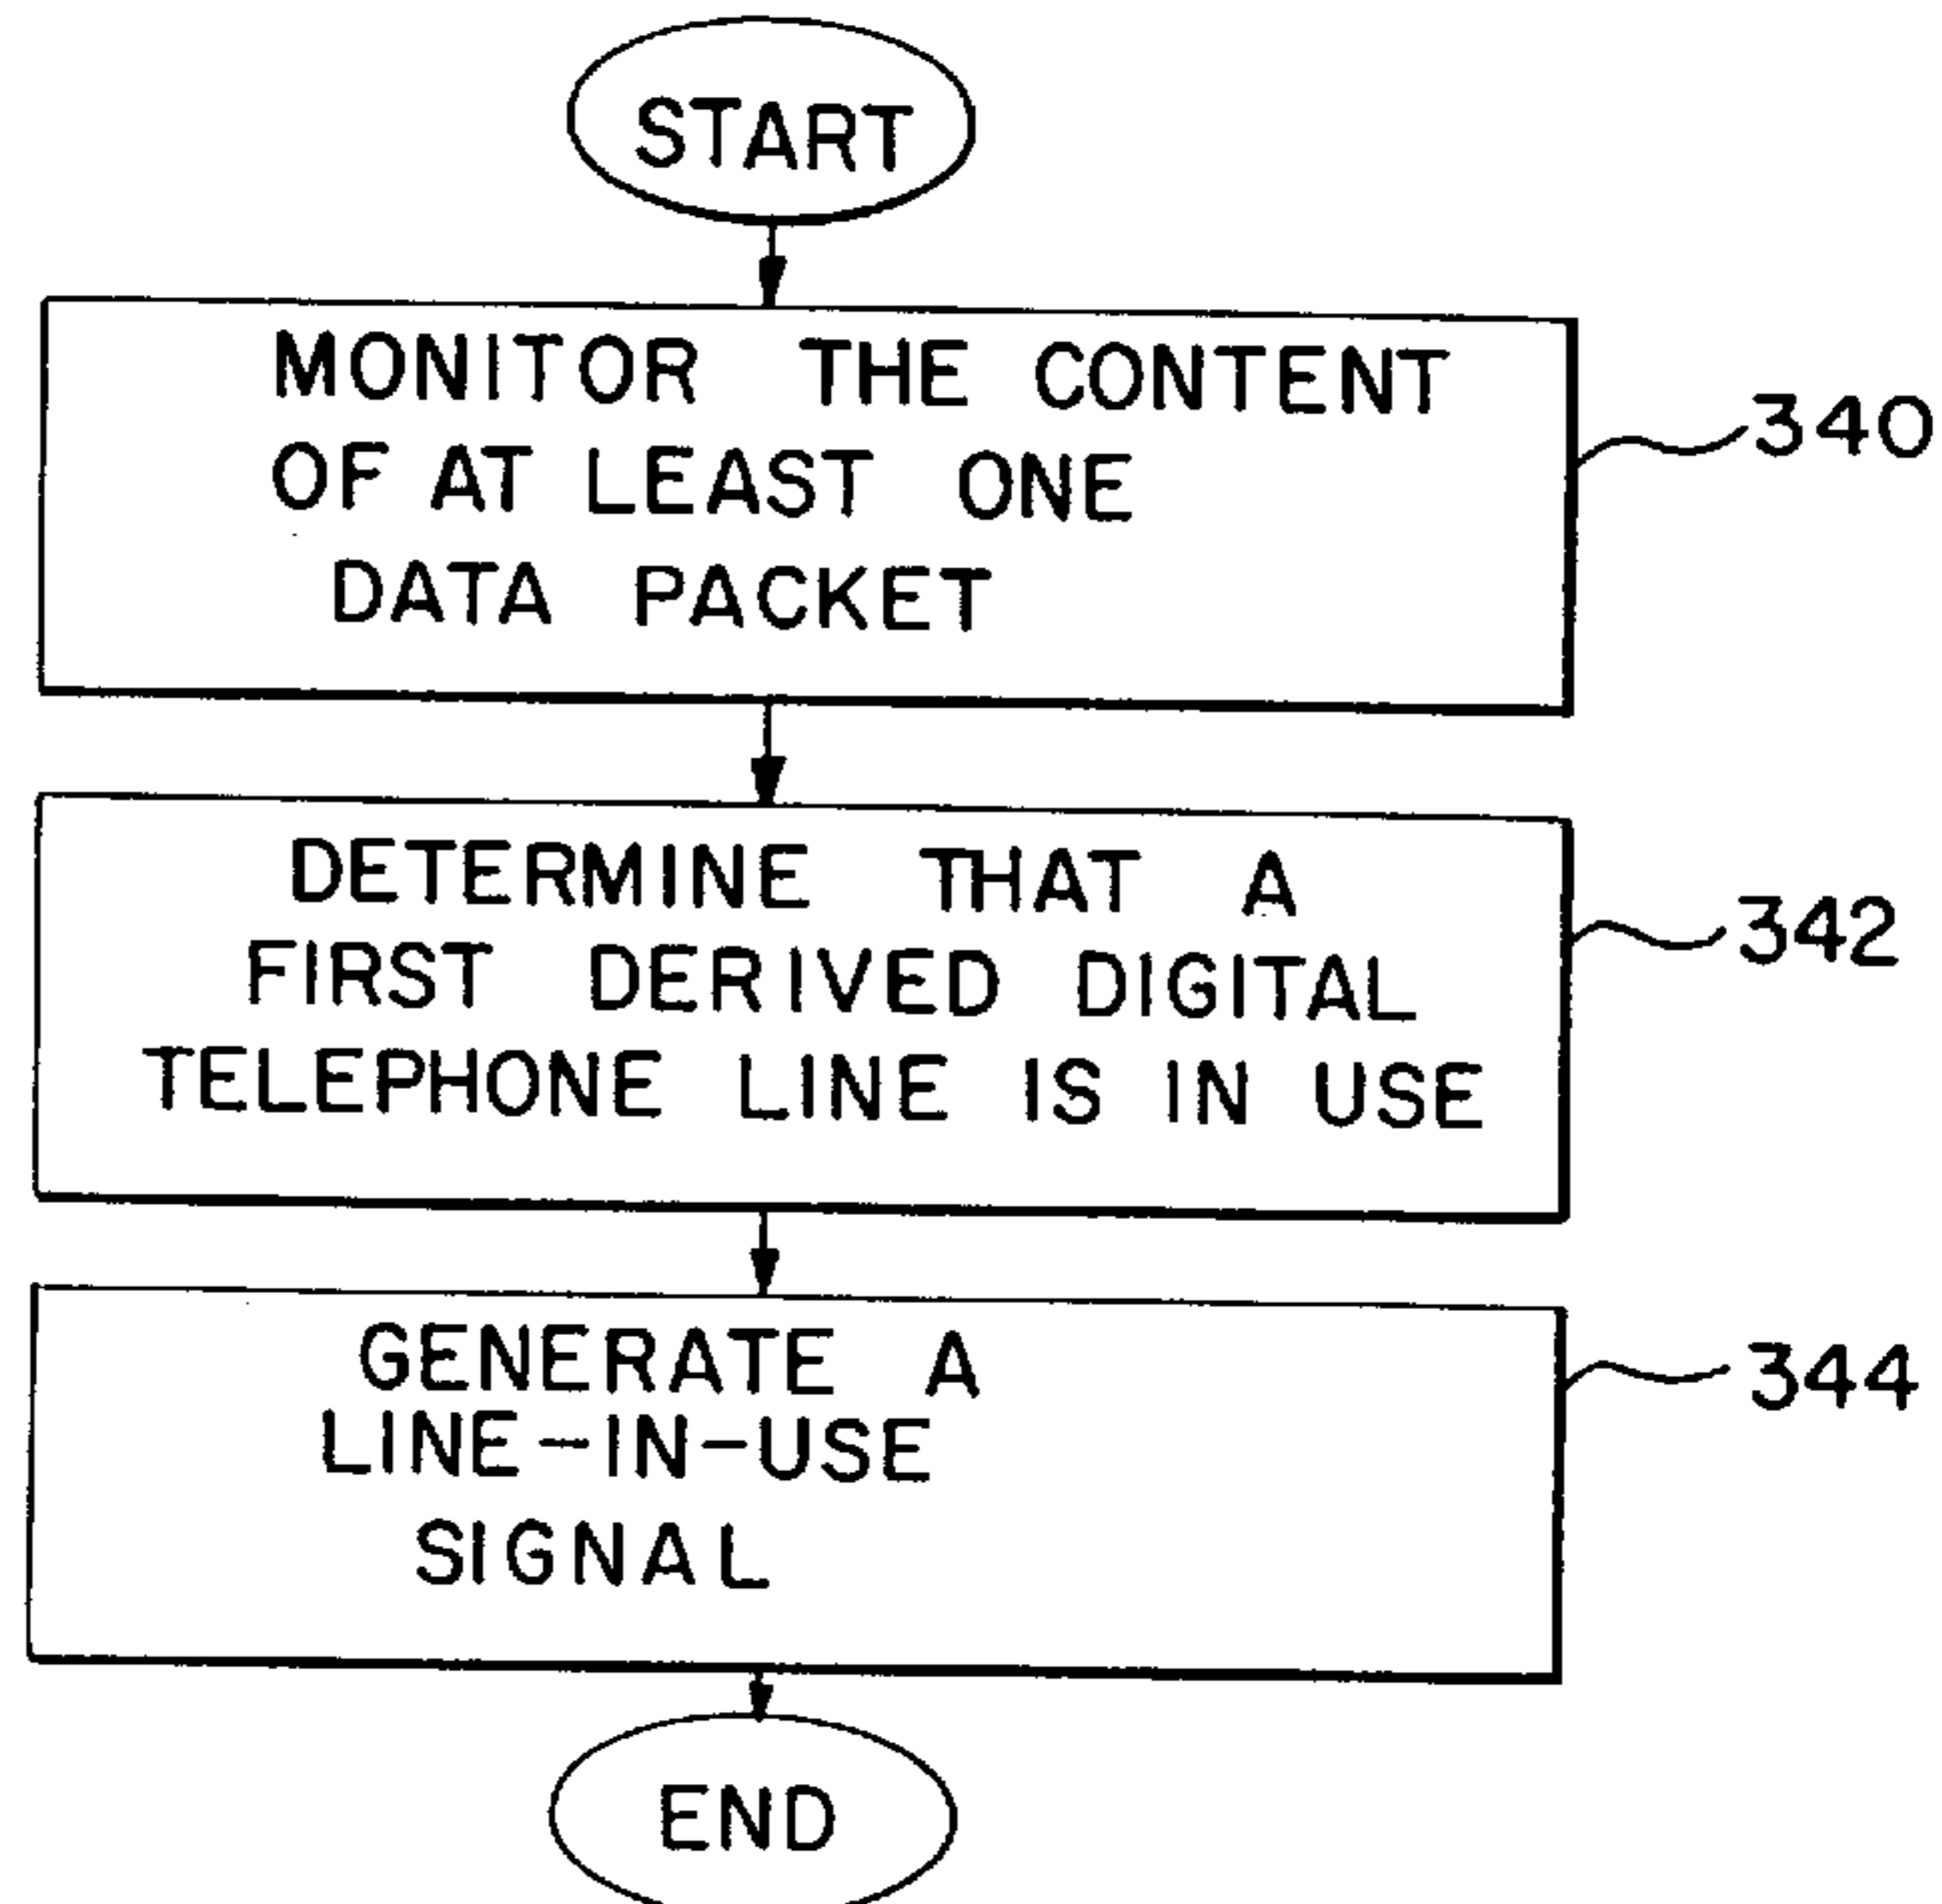 START
MONITOR THE CONTENT
OF AT LEAST ONE
DATA PACKET
340
DETERMINE THAT A
FIRST DERIVED DIGITAL
TELEPHONE LINE IS IN USE
342
GENERATE A
LINE-IN-USE
SIGNAL
344
END